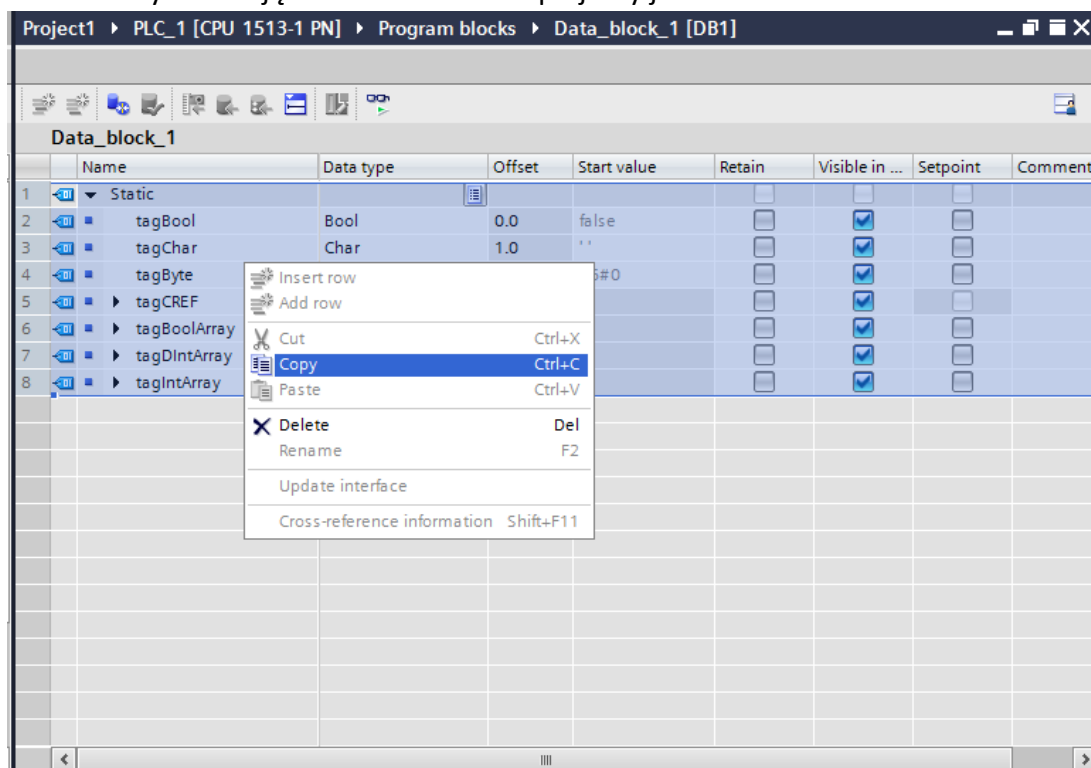 Project1 ▸ PLC_1 [CPU 1513-1 PN] ▸ Program blocks ▸ Data_block_1 [DB1]
Data_block_1
Name Data type Offset Start value Retain Visible in ... Setpoint Comment
1 Static
2 tagBool Bool 0.0 false
3 tagChar Char 1.0 ' '
4 tagByte 6#0
5 tagCREF
6 tagBoolArray
7 tagDIntArray
8 tagIntArray
Insert row
Add row
Cut Ctrl+X
Copy Ctrl+C
Paste Ctrl+V
Delete Del
Rename F2
Update interface
Cross-reference information Shift+F11